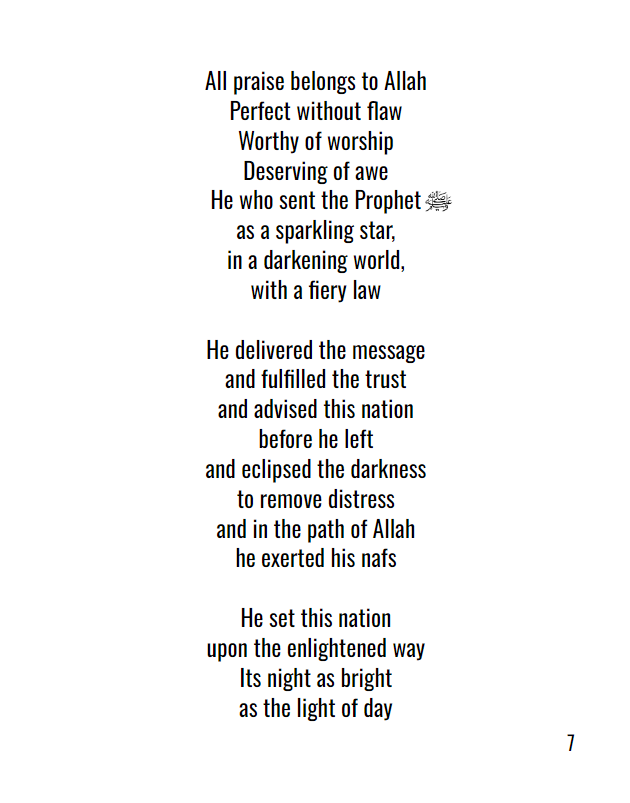 All praise belongs to Allah
Perfect without flaw
Worthy of worship
Deserving of awe
He who sent the Prophet ﷺ
as a sparkling star,
in a darkening world,
with a fiery law
He delivered the message
and fulfilled the trust
and advised this nation
before he left
and eclipsed the darkness
to remove distress
and in the path of Allah
he exerted his nafs
He set this nation
upon the enlightened way
Its night as bright
as the light of day
7